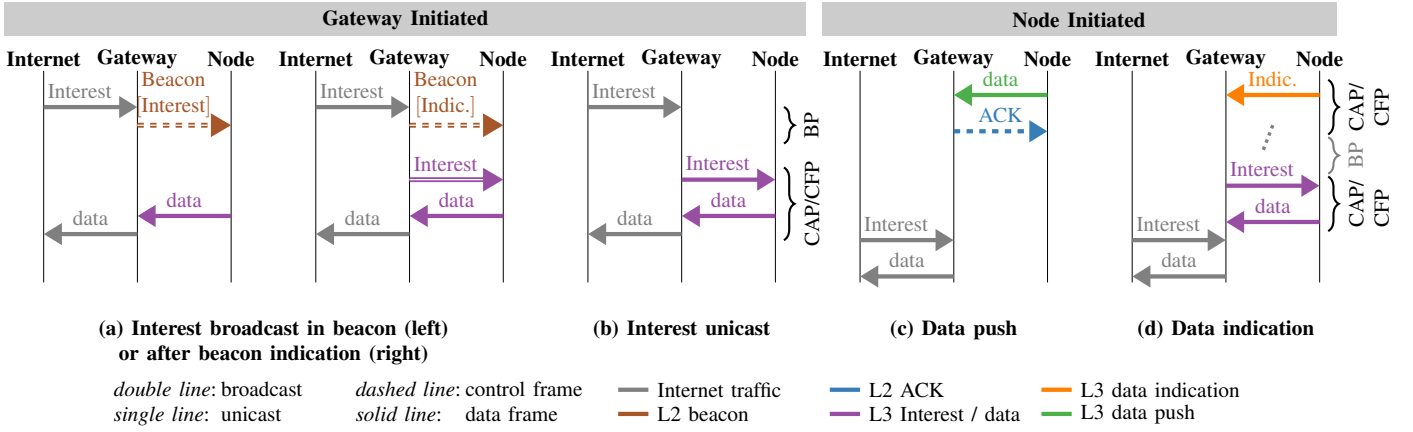 Gateway Initiated
Node Initiated
Internet Gateway Node
Internet Gateway Node
Internet Gateway Node
Internet Gateway Node
Internet Gateway Node
Interest
Beacon
[Interest]
data
data
Interest
Beacon
[Indic.]
Interest
data
data
Interest
Interest
data
data
BP
CAP/CFP
data
ACK
Interest
data
Indic.
Interest
data
Interest
data
CAP/
CFP
BP
CAP/
CFP
(a) Interest broadcast in beacon (left)
or after beacon indication (right)
(b) Interest unicast
(c) Data push
(d) Data indication
double line: broadcast
single line: unicast
dashed line: control frame
solid line: data frame
Internet traffic
L2 beacon
L2 ACK
L3 Interest / data
L3 data indication
L3 data push